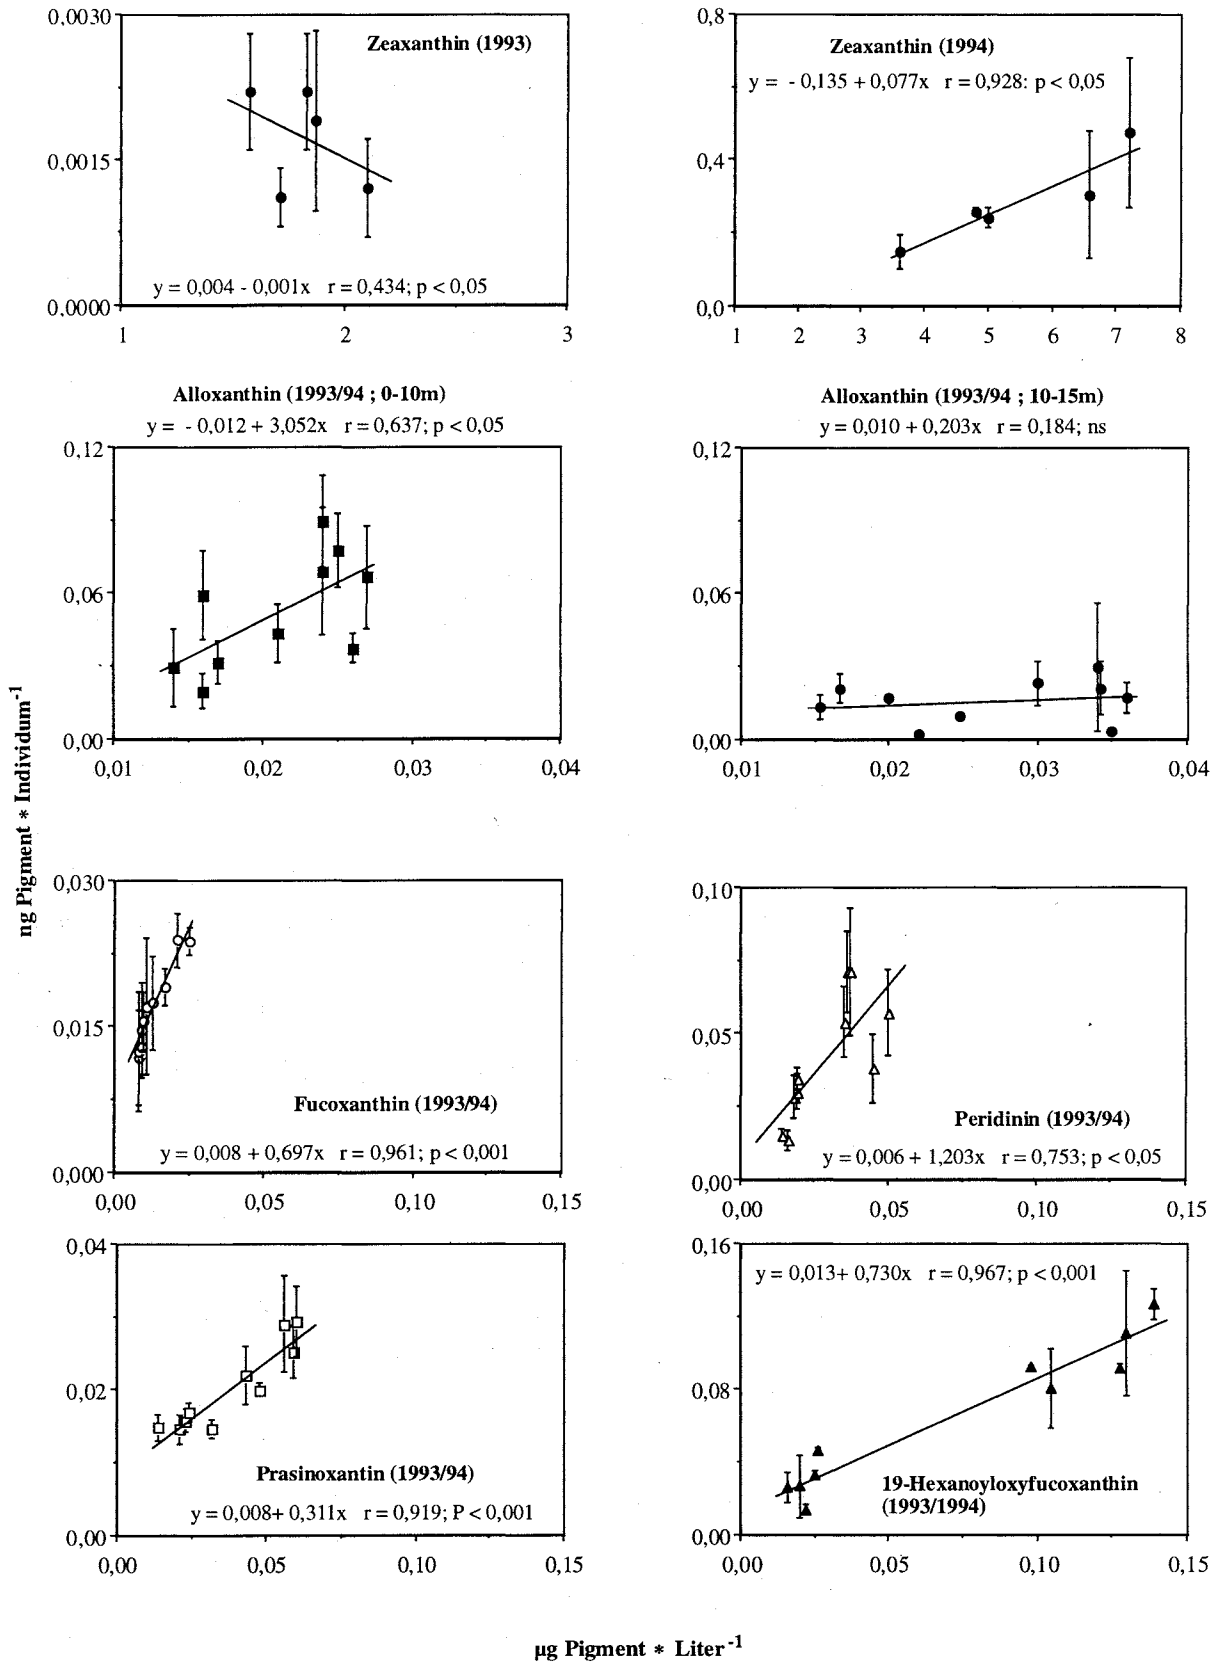 0.0030
0.0015
0.0000
Zeaxanthin (1993)
y = 0,004 - 0,001x r = 0,434; p < 0,05
1 2 3
0,8
0,4
0,0
Zeaxanthin (1994)
y = - 0,135 + 0,077x r = 0,928: p < 0,05
1 2 3 4 5 6 7 8
Alloxanthin (1993/94 ; 0-10m)
y = - 0,012 + 3,052x r = 0,637; p < 0,05
0,12
0,06
0,00
0,01 0,02 0,03 0,04
Alloxanthin (1993/94 ; 10-15m)
y = 0,010 + 0,203x r = 0,184; ns
0,12
0,06
0,00
0,01 0,02 0,03 0,04
ng Pigment * Individum-1
0,030
0,015
0,000
Fucoxanthin (1993/94)
y = 0,008 + 0,697x r = 0,961; p < 0,001
0,00 0,05 0,10 0,15
0,10
0,05
0,00
Peridinin (1993/94)
y = 0,006 + 1,203x r = 0,753; p < 0,05
0,00 0,05 0,10 0,15
0,04
0,02
0,00
Prasinoxantin (1993/94)
y = 0,008+ 0,311x r = 0,919; P < 0,001
0,00 0,05 0,10 0,15
0,16
0,08
0,00
y = 0,013+ 0,730x r = 0,967; p < 0,001
19-Hexanoyloxyfucoxanthin
(1993/1994)
0,00 0,05 0,10 0,15
µg Pigment * Liter-1